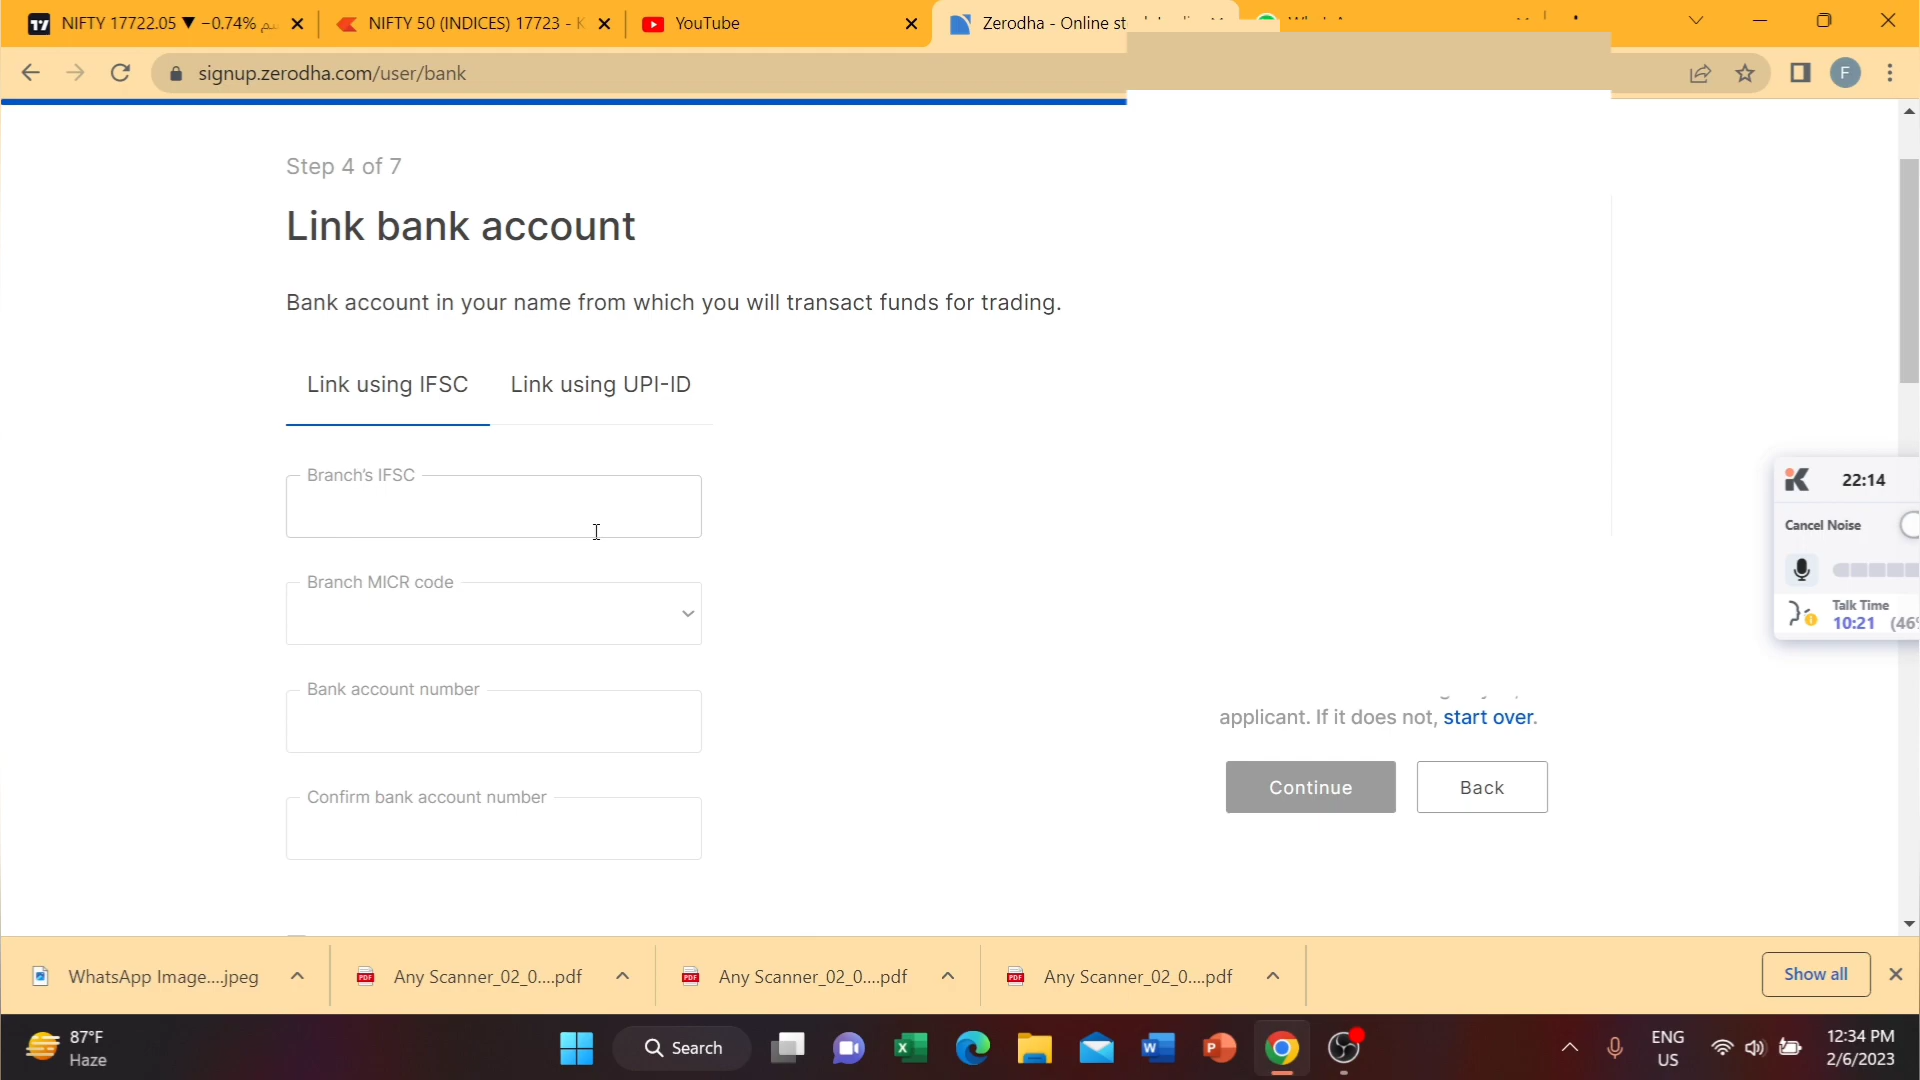 NIFTY 17722.05 ▼ −0.74%
NIFTY 50 (INDICES) 17723 -
YouTube
Zerodha - Online st
signup.zerodha.com/user/bank
F
Step 4 of 7
Link bank account
Bank account in your name from which you will transact funds for trading.
Link using IFSC
Link using UPI-ID
Branch's IFSC
Branch MICR code
Bank account number
Confirm bank account number
applicant. If it does not, start over.
Continue
Back
22:14
Cancel Noise
Talk Time
10:21 (46%
WhatsApp Image....jpeg
Any Scanner_02_0....pdf
Any Scanner_02_0....pdf
Any Scanner_02_0....pdf
Show all
87°F
Haze
Search
ENG
US
12:34 PM
2/6/2023